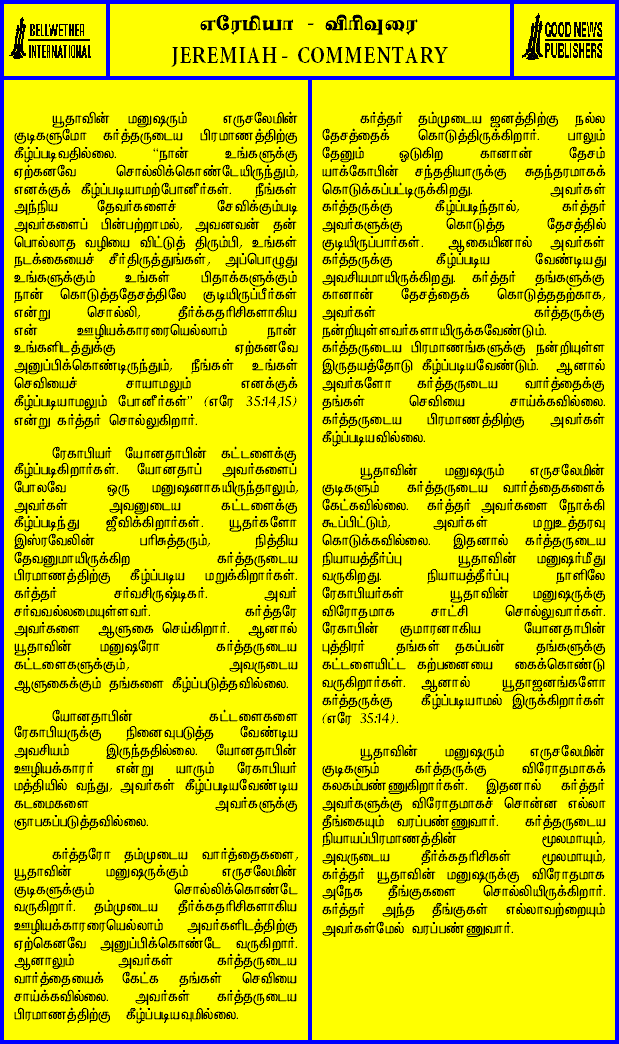 BELLWETHER
INTERNATIONAL
எரேமியா - விரிவுரை
JEREMIAH - COMMENTARY
GOOD NEWS
PUBLISHERS
யூதாவின் மனுஷரும் எருசலேமின்
குடிகளுமோ கர்த்தருடைய பிரமாணத்திற்கு
கீழ்ப்படிவதில்லை. "நான் உங்களுக்கு
ஏற்கனவே சொல்லிக்கொண்டேயிருந்தும்,
எனக்குக் கீழ்ப்படியாமற்போனீர்கள். நீங்கள்
அந்நிய தேவர்களைச் சேவிக்கும்படி
அவர்களைப் பின்பற்றாமல், அவனவன் தன்
பொல்லாத வழியை விட்டுத் திரும்பி, உங்கள்
நடக்கையைச் சீர்திருத்துங்கள், அப்பொழுது
உங்களுக்கும் உங்கள் பிதாக்களுக்கும்
நான் கொடுத்ததேசத்திலே குடியிருப்பீர்கள்
என்று சொல்லி, தீர்க்கதரிசிகளாகிய
என் ஊழியக்காரரையெல்லாம் நான்
உங்களிடத்துக்கு ஏற்கனவே
அனுப்பிக்கொண்டிருந்தும், நீங்கள் உங்கள்
செவியைச் சாயாமலும் எனக்குக்
கீழ்ப்படியாமலும் போனீர்கள்" (எரே 35:14,15)
என்று கர்த்தர் சொல்லுகிறார்.
ரேகாபியர் யோனதாபின் கட்டளைக்கு
கீழ்ப்படிகிறார்கள். யோனதாப் அவர்களைப்
போலவே ஒரு மனுஷனாகயிருந்தாலும்,
அவர்கள் அவனுடைய கட்டளைக்கு
கீழ்ப்படிந்து ஜீவிக்கிறார்கள். யூதர்களோ
இஸ்ரவேலின் பரிசுத்தரும், நித்திய
தேவனுமாயிருக்கிற கர்த்தருடைய
பிரமாணத்திற்கு கீழ்ப்படிய மறுக்கிறார்கள்.
கர்த்தர் சர்வசிருஷ்டிகர். அவர்
சர்வவல்லமையுள்ளவர். கர்த்தரே
அவர்களை ஆளுகை செய்கிறார். ஆனால்
யூதாவின் மனுஷரோ கர்த்தருடைய
கட்டளைகளுக்கும், அவருடைய
ஆளுகைக்கும் தங்களை கீழ்ப்படுத்தவில்லை.
யோனதாபின் கட்டளைகளை
ரேகாபியருக்கு நினைவுபடுத்த வேண்டிய
அவசியம் இருந்ததில்லை. யோனதாபின்
ஊழியக்காரர் என்று யாரும் ரேகாபியர்
மத்தியில் வந்து, அவர்கள் கீழ்ப்படியவேண்டிய
கடமைகளை அவர்களுக்கு
ஞாபகப்படுத்தவில்லை.
கர்த்தரோ தம்முடைய வார்த்தைகளை,
யூதாவின் மனுஷருக்கும் எருசலேமின்
குடிகளுக்கும் சொல்லிக்கொண்டே
வருகிறார். தம்முடைய தீர்க்கதரிசிகளாகிய
ஊழியக்காரரையெல்லாம் அவர்களிடத்திற்கு
ஏற்கெனவே அனுப்பிக்கொண்டே வருகிறார்.
ஆனாலும் அவர்கள் கர்த்தருடைய
வார்த்தையைக் கேட்க தங்கள் செவியை
சாய்க்கவில்லை. அவர்கள் கர்த்தருடைய
பிரமாணத்திற்கு கீழ்ப்படியவுமில்லை.
கர்த்தர் தம்முடைய ஜனத்திற்கு நல்ல
தேசத்தைக் கொடுத்திருக்கிறார். பாலும்
தேனும் ஓடுகிற கானான் தேசம்
யாக்கோபின் சந்ததியாருக்கு சுதந்தரமாகக்
கொடுக்கப்பட்டிருக்கிறது. அவர்கள்
கர்த்தருக்கு கீழ்ப்படிந்தால், கர்த்தர்
அவர்களுக்கு கொடுத்த தேசத்தில்
குடியிருப்பார்கள். ஆகையினால் அவர்கள்
கர்த்தருக்கு கீழ்ப்படிய வேண்டியது
அவசியமாயிருக்கிறது. கர்த்தர் தங்களுக்கு
கானான் தேசத்தைக் கொடுத்ததற்காக,
அவர்கள் கர்த்தருக்கு
நன்றியுள்ளவர்களாயிருக்கவேண்டும்.
கர்த்தருடைய பிரமாணங்களுக்கு நன்றியுள்ள
இருதயத்தோடு கீழ்ப்படியவேண்டும். ஆனால்
அவர்களோ கர்த்தருடைய வார்த்தைக்கு
தங்கள் செவியை சாய்க்கவில்லை.
கர்த்தருடைய பிரமாணத்திற்கு அவர்கள்
கீழ்ப்படியவில்லை.
யூதாவின் மனுஷரும் எருசலேமின்
குடிகளும் கர்த்தருடைய வார்த்தைகளைக்
கேட்கவில்லை. கர்த்தர் அவர்களை நோக்கி
கூப்பிட்டும், அவர்கள் மறுஉத்தரவு
கொடுக்கவில்லை. இதனால் கர்த்தருடைய
நியாயத்தீர்ப்பு யூதாவின் மனுஷர்மீது
வருகிறது. நியாயத்தீர்ப்பு நாளிலே
ரேகாபியர்கள் யூதாவின் மனுஷருக்கு
விரோதமாக சாட்சி சொல்லுவார்கள்.
ரேகாபின் குமாரனாகிய யோனதாபின்
புத்திரர் தங்கள் தகப்பன் தங்களுக்கு
கட்டளையிட்ட கற்பனையை கைக்கொண்டு
வருகிறார்கள். ஆனால் யூதாஜனங்களோ
கர்த்தருக்கு கீழ்ப்படியாமல் இருக்கிறார்கள்
(எரே 35:14).
யூதாவின் மனுஷரும் எருசலேமின்
குடிகளும் கர்த்தருக்கு விரோதமாகக்
கலகம்பண்ணுகிறார்கள். இதனால் கர்த்தர்
அவர்களுக்கு விரோதமாகச் சொன்ன எல்லா
தீங்கையும் வரப்பண்ணுவார். கர்த்தருடைய
நியாயப்பிரமாணத்தின் மூலமாயும்,
அவருடைய தீர்க்கதரிசிகள் மூலமாயும்,
கர்த்தர் யூதாவின் மனுஷருக்கு விரோதமாக
அநேக தீங்குகளை சொல்லியிருக்கிறார்.
கர்த்தர் அந்த தீங்குகள் எல்லாவற்றையும்
அவர்கள்மேல் வரப்பண்ணுவார்.